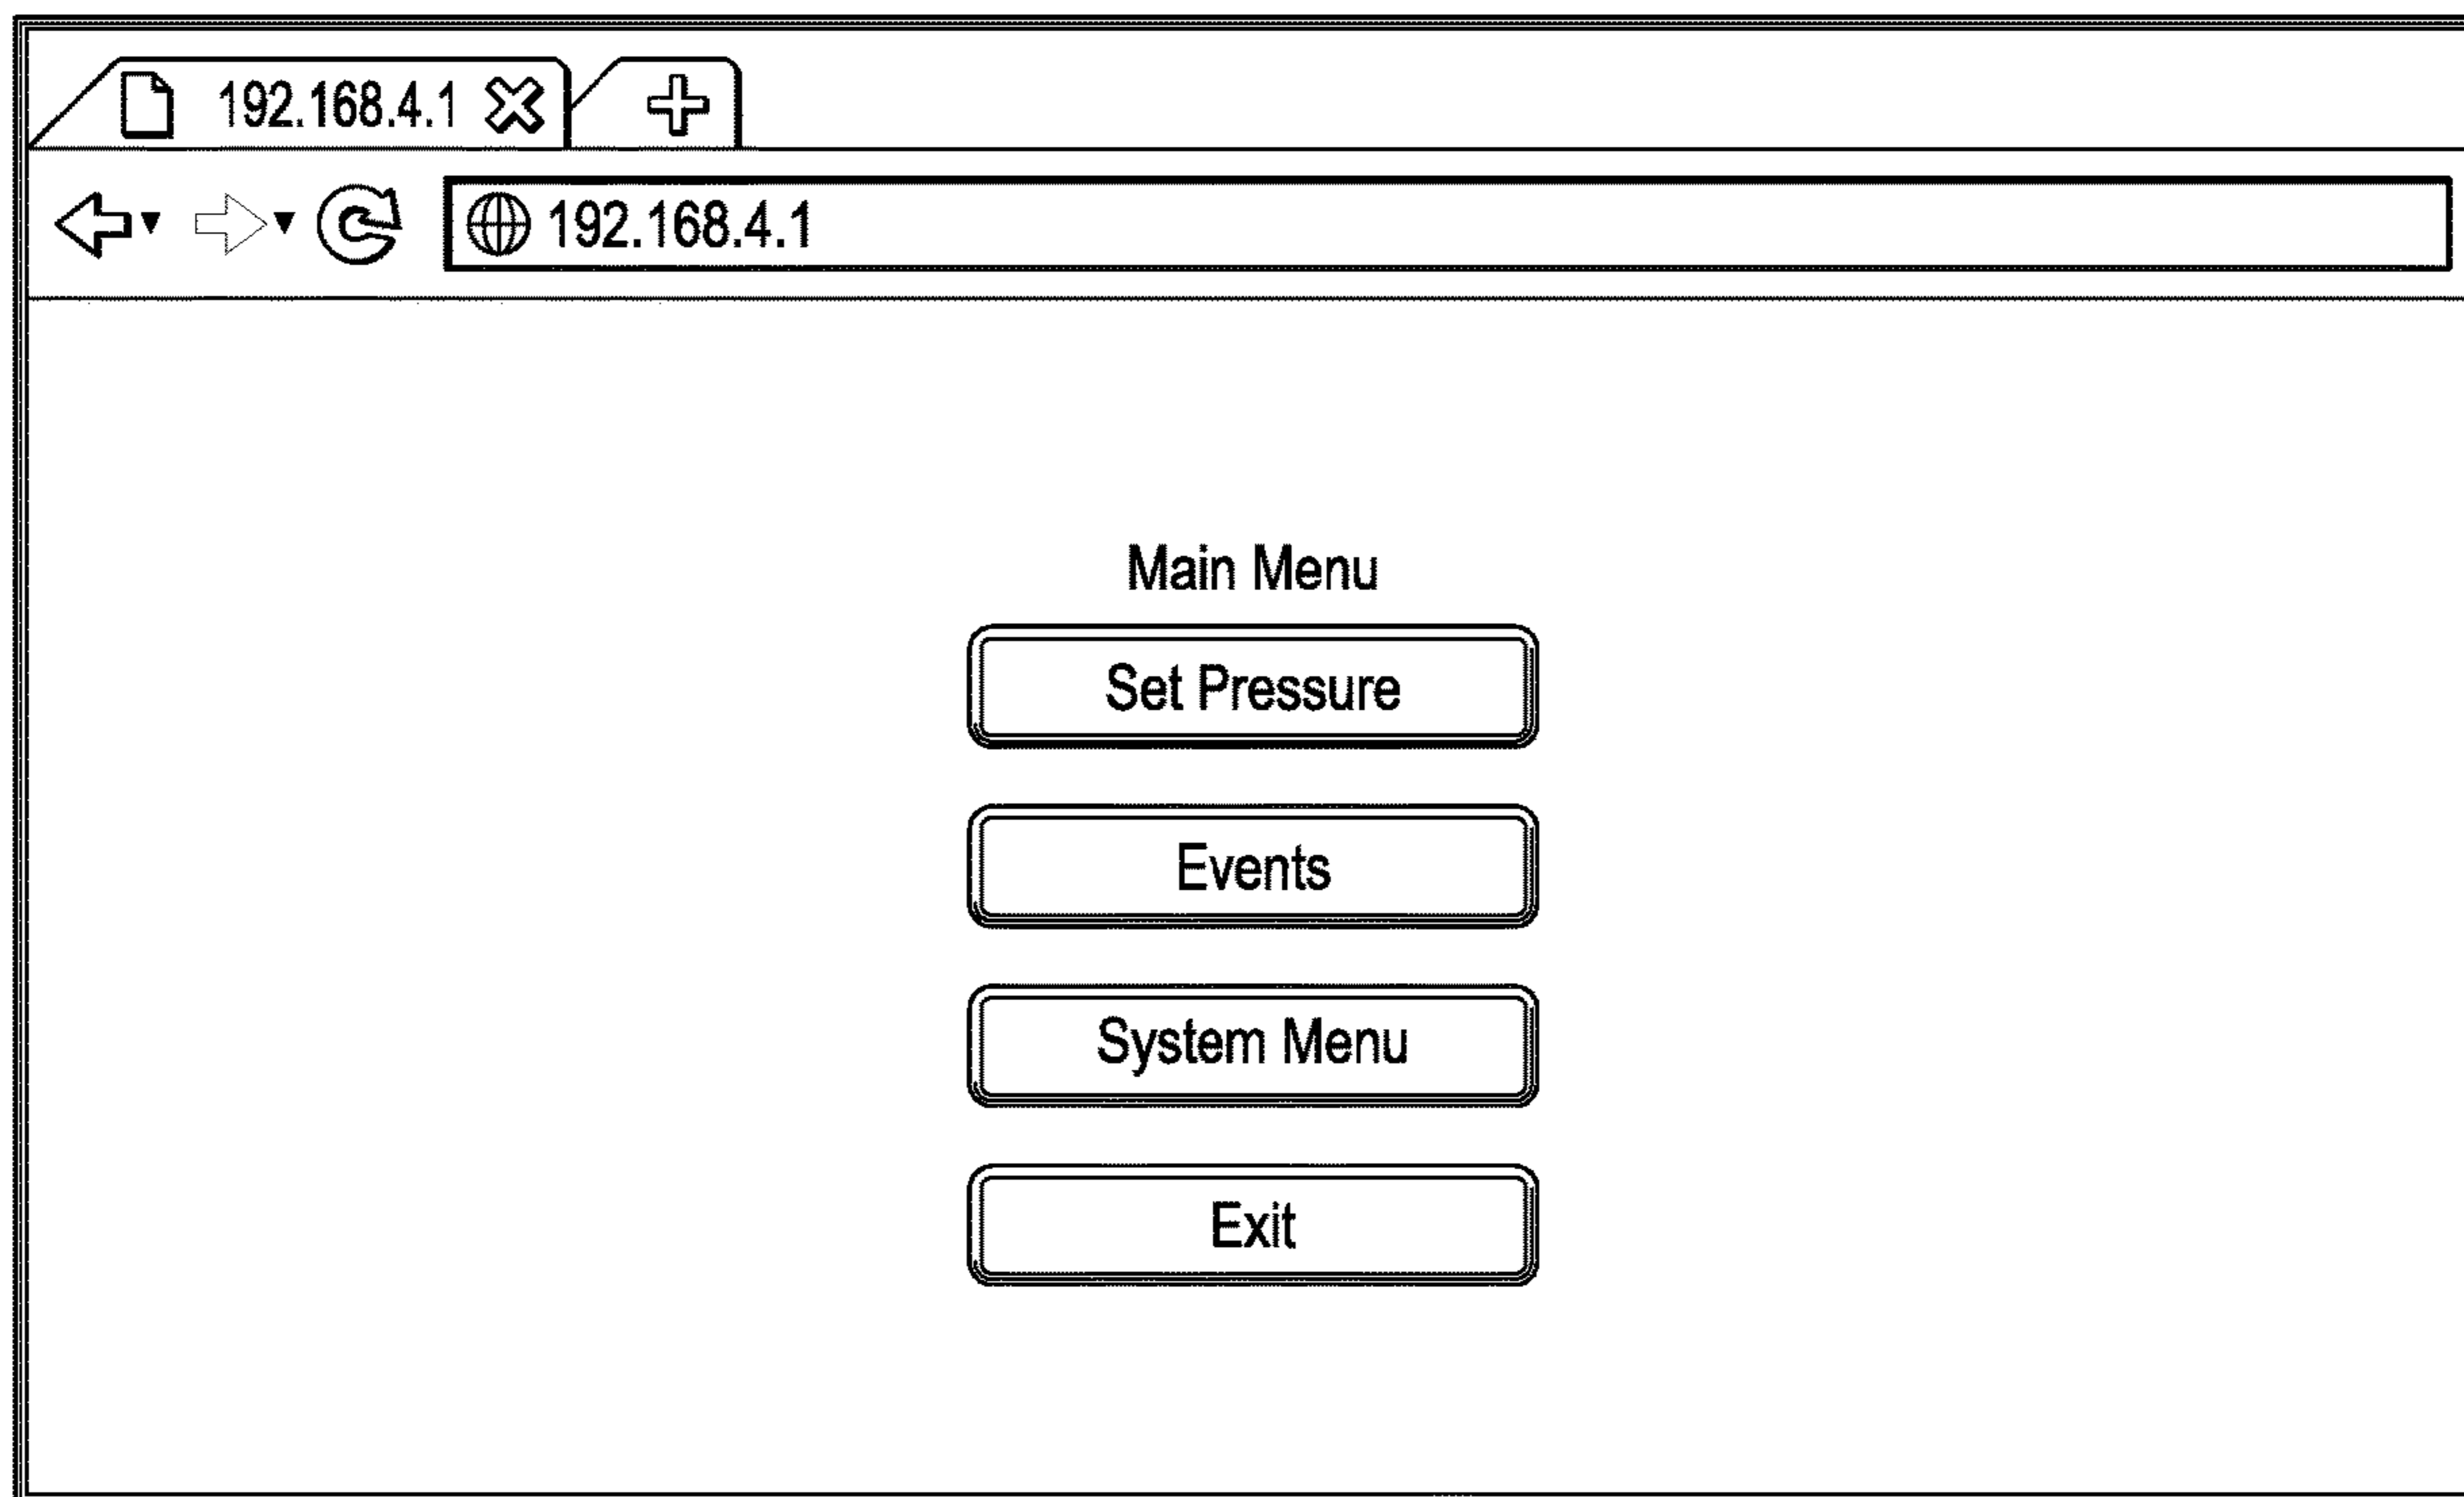 192.168.4.1
192.168.4.1
Main Menu
Set Pressure
Events
System Menu
Exit